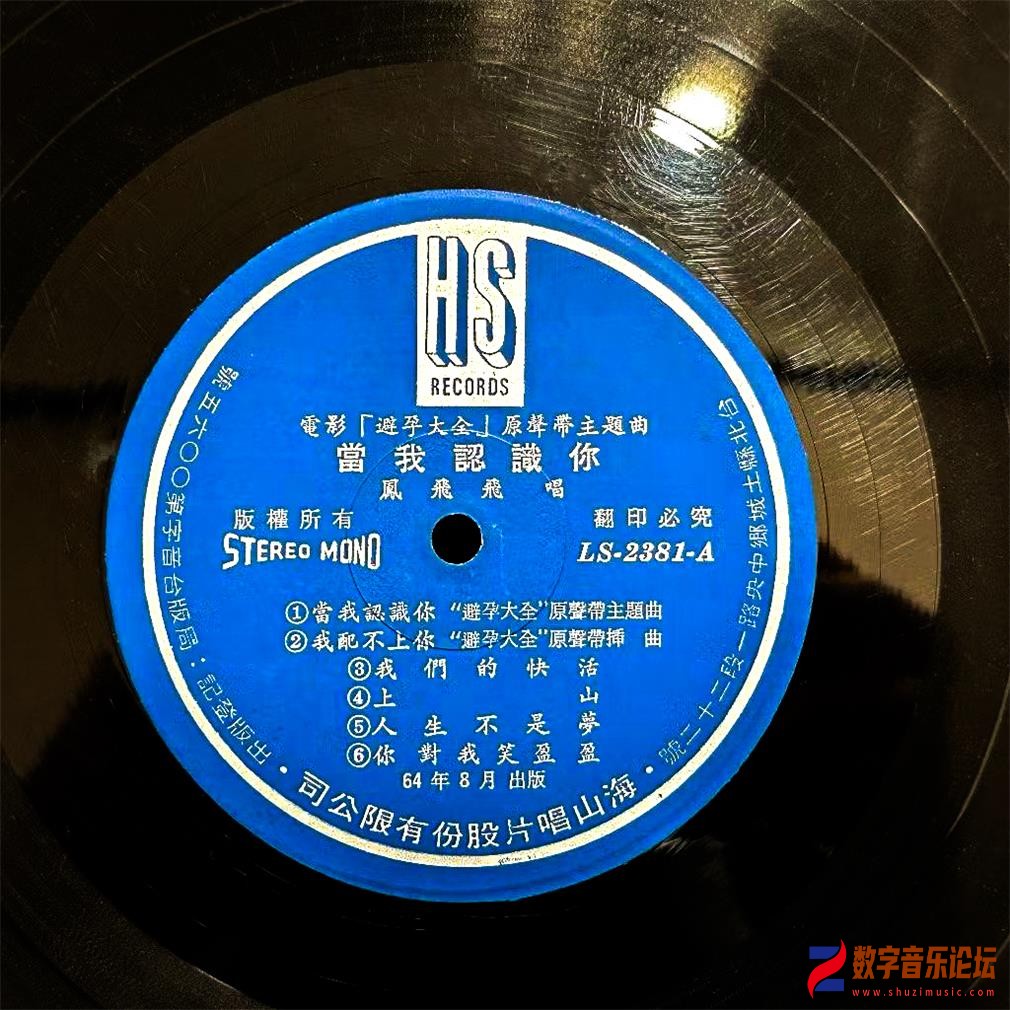 HS
RECORDS
電影「避孕大全」原聲帶主題曲
當我認識你
鳳飛飛唱
版權所有
翻印必究
STEREO MONO
LS-2381-A
①當我認識你 “避孕大全”原聲帶主題曲
②我配不上你 “避孕大全”原聲帶揷曲
③我們的快活
④上山
⑤人生不是夢
⑥你對我笑盈盈
64年8月出版
台北縣土城鄉中央路一段二十二號・海山唱片股份有限公司・出版登記：局版台音字第〇〇六五號
数字音乐论坛
www.shuzimusic.com